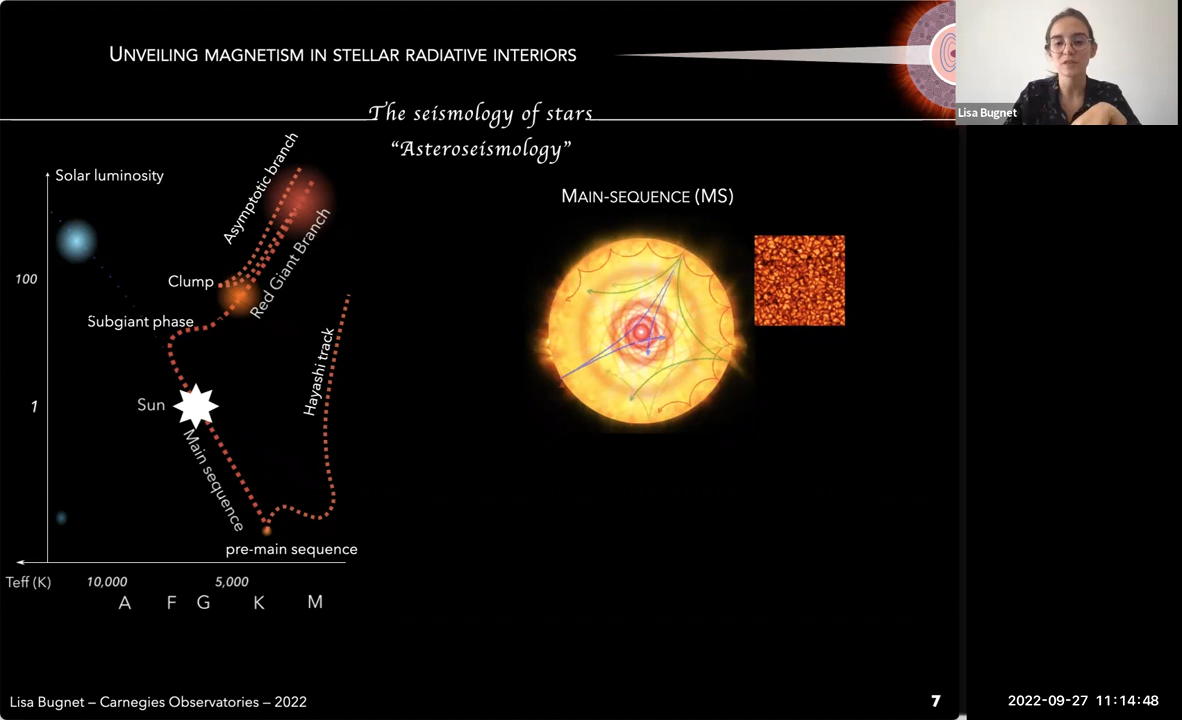 UNVEILING MAGNETISM IN STELLAR RADIATIVE INTERIORS
Lisa Bugnet
The seismology of stars
“Asteroseismology”
Solar luminosity
Asymptotic branch
MAIN-SEQUENCE (MS)
Red Giant Branch
100
Clump
Subgiant phase
Hayashi track
1
Sun
Main sequence
pre-main sequence
Teff (K)
10,000
5,000
A F G K M
Lisa Bugnet – Carnegies Observatories – 2022
7
2022-09-27 11:14:48